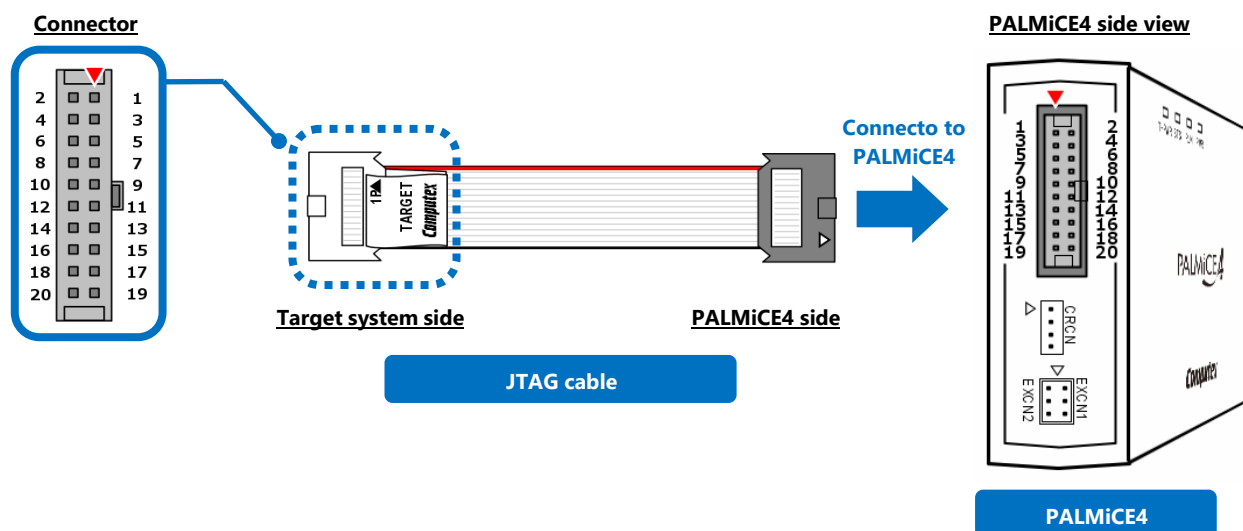 Connector
2 1
4 3
6 5
8 7
10 9
12 11
14 13
16 15
18 17
20 19
1P
TARGET
Computex
Target system side
PALMiCE4 side
JTAG cable
Connecto to
PALMiCE4
PALMiCE4 side view
1 2
3 4
5 6
7 8
9 10
11 12
13 14
15 16
17 18
19 20
CRCN
EXCN1
EXCN2
PALMiCE4
Computex
PALMiCE4